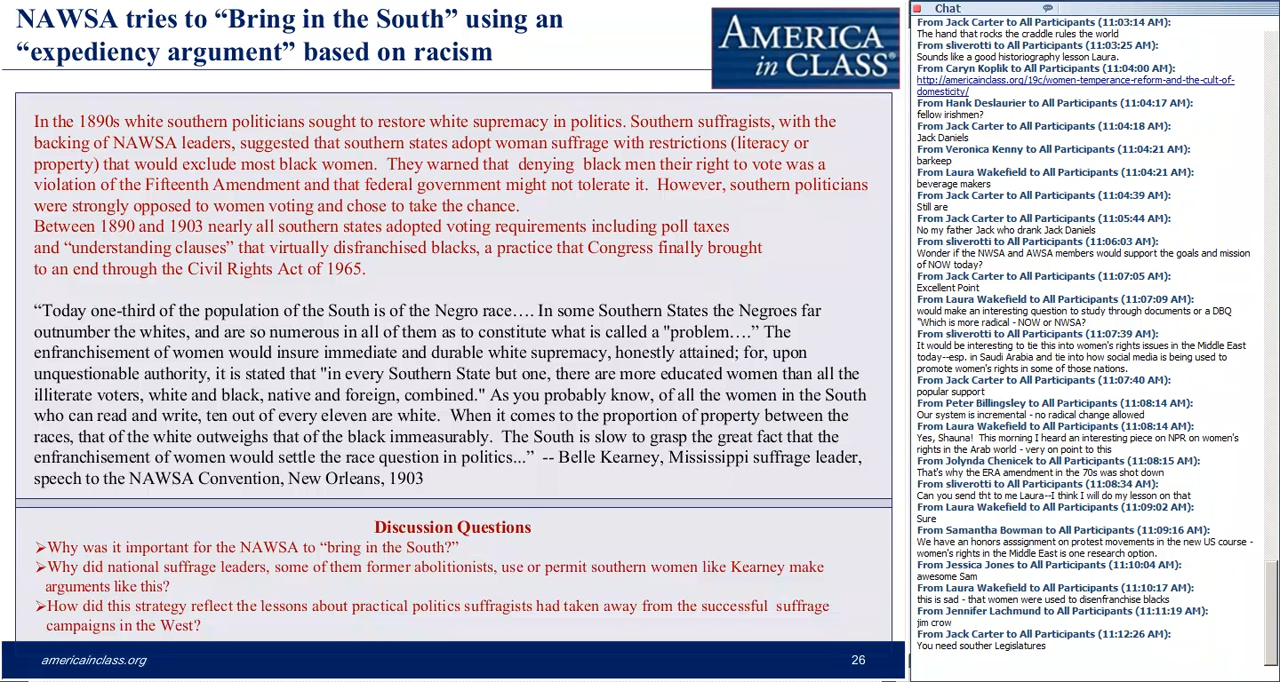 NAWSA tries to “Bring in the South” using an
“expediency argument” based on racism
AMERICA
in CLASS®
In the 1890s white southern politicians sought to restore white supremacy in politics. Southern suffragists, with the
backing of NAWSA leaders, suggested that southern states adopt woman suffrage with restrictions (literacy or
property) that would exclude most black women. They warned that denying black men their right to vote was a
violation of the Fifteenth Amendment and that federal government might not tolerate it. However, southern politicians
were strongly opposed to women voting and chose to take the chance.
Between 1890 and 1903 nearly all southern states adopted voting requirements including poll taxes
and “understanding clauses” that virtually disfranchised blacks, a practice that Congress finally brought
to an end through the Civil Rights Act of 1965.
“Today one-third of the population of the South is of the Negro race…. In some Southern States the Negroes far
outnumber the whites, and are so numerous in all of them as to constitute what is called a "problem….” The
enfranchisement of women would insure immediate and durable white supremacy, honestly attained; for, upon
unquestionable authority, it is stated that "in every Southern State but one, there are more educated women than all the
illiterate voters, white and black, native and foreign, combined." As you probably know, of all the women in the South
who can read and write, ten out of every eleven are white. When it comes to the proportion of property between the
races, that of the white outweighs that of the black immeasurably. The South is slow to grasp the great fact that the
enfranchisement of women would settle the race question in politics...” -- Belle Kearney, Mississippi suffrage leader,
speech to the NAWSA Convention, New Orleans, 1903
Discussion Questions
➢Why was it important for the NAWSA to “bring in the South?”
➢Why did national suffrage leaders, some of them former abolitionists, use or permit southern women like Kearney make
arguments like this?
➢How did this strategy reflect the lessons about practical politics suffragists had taken away from the successful suffrage
campaigns in the West?
americainclass.org
26
Chat
From Jack Carter to All Participants (11:03:14 AM):
The hand that rocks the craddle rules the world
From sliverotti to All Participants (11:03:25 AM):
Sounds like a good historiography lesson Laura.
From Caryn Koplik to All Participants (11:04:00 AM):
http://americainclass.org/19c/women-temperance-reform-and-the-cult-of-
domesticity/
From Hank Deslaurier to All Participants (11:04:17 AM):
fellow irishmen?
From Jack Carter to All Participants (11:04:18 AM):
Jack Daniels
From Veronica Kenny to All Participants (11:04:21 AM):
barkeep
From Laura Wakefield to All Participants (11:04:21 AM):
beverage makers
From Jack Carter to All Participants (11:04:39 AM):
Still are
From Jack Carter to All Participants (11:05:44 AM):
No my father Jack who drank Jack Daniels
From sliverotti to All Participants (11:06:03 AM):
Wonder if the NWSA and AWSA members would support the goals and mission
of NOW today?
From Jack Carter to All Participants (11:07:05 AM):
Excellent Point
From Laura Wakefield to All Participants (11:07:09 AM):
would make an interesting question to study through documents or a DBQ
"Which is more radical - NOW or NWSA?
From sliverotti to All Participants (11:07:39 AM):
It would be interesting to tie this into women's rights issues in the Middle East
today--esp. in Saudi Arabia and tie into how social media is being used to
promote women's rights in some of those nations.
From Jack Carter to All Participants (11:07:40 AM):
popular support
From Peter Billingsley to All Participants (11:08:14 AM):
Our system is incremental - no radical change allowed
From Laura Wakefield to All Participants (11:08:14 AM):
Yes, Shauna! This morning I heard an interesting piece on NPR on women's
rights in the Arab world - very on point to this
From Jolynda Chenicek to All Participants (11:08:15 AM):
That's why the ERA amendment in the 70s was shot down
From sliverotti to All Participants (11:08:34 AM):
Can you send tht to me Laura--I think I will do my lesson on that
From Laura Wakefield to All Participants (11:09:02 AM):
Sure
From Samantha Bowman to All Participants (11:09:16 AM):
We have an honors asssignment on protest movements in the new US course -
women's rights in the Middle East is one research option.
From Jessica Jones to All Participants (11:10:04 AM):
awesome Sam
From Laura Wakefield to All Participants (11:10:17 AM):
this is sad - that women were used to disenfranchise blacks
From Jennifer Lachmund to All Participants (11:11:19 AM):
jim crow
From Jack Carter to All Participants (11:12:26 AM):
You need souther Legislatures